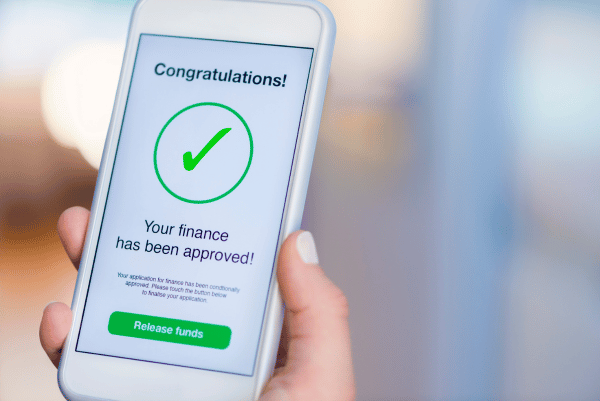 Congratulations!
Your finance
has been approved!
Your application for finance has been conditionally
approved. Please touch the button below
to finalise your application.
Release funds